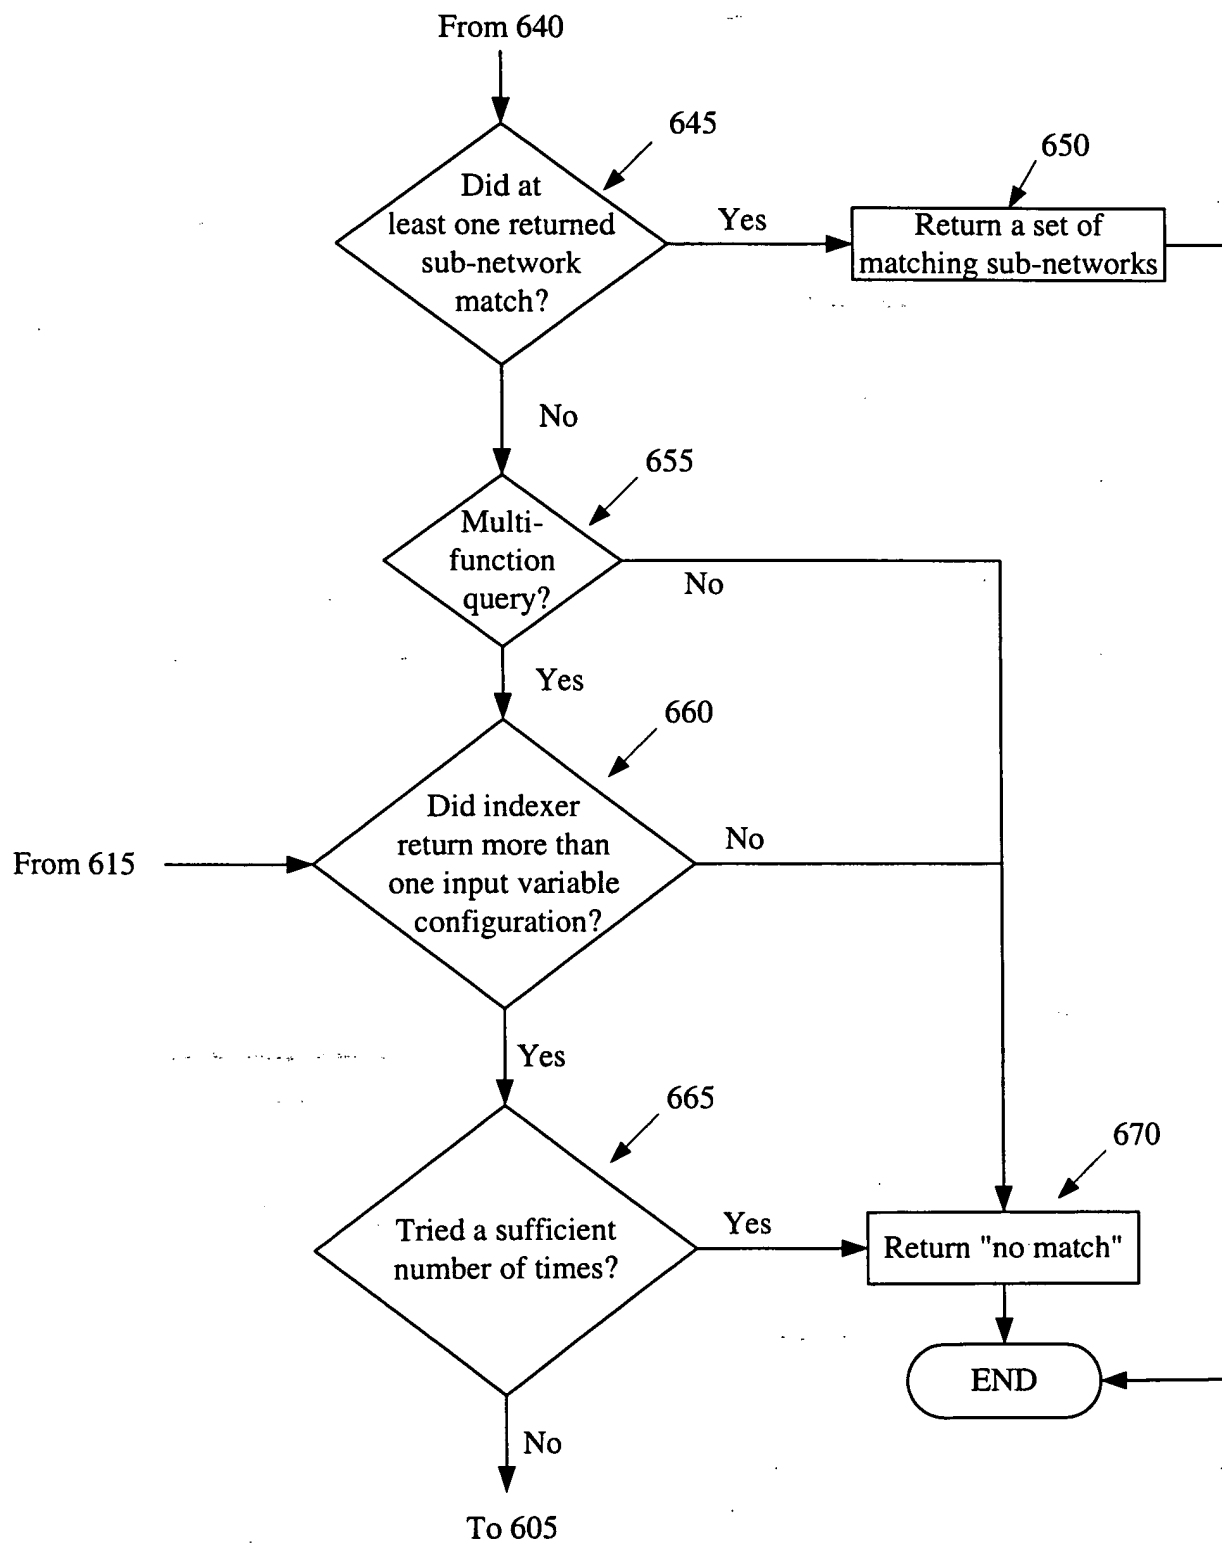 From 640
645
Did at
least one returned
sub-network
match?
Yes
650
Return a set of
matching sub-networks
No
655
Multi-
function
query?
No
Yes
660
Did indexer
return more than
one input variable
configuration?
No
From 615
Yes
665
Tried a sufficient
number of times?
Yes
670
Return "no match"
END
No
To 605